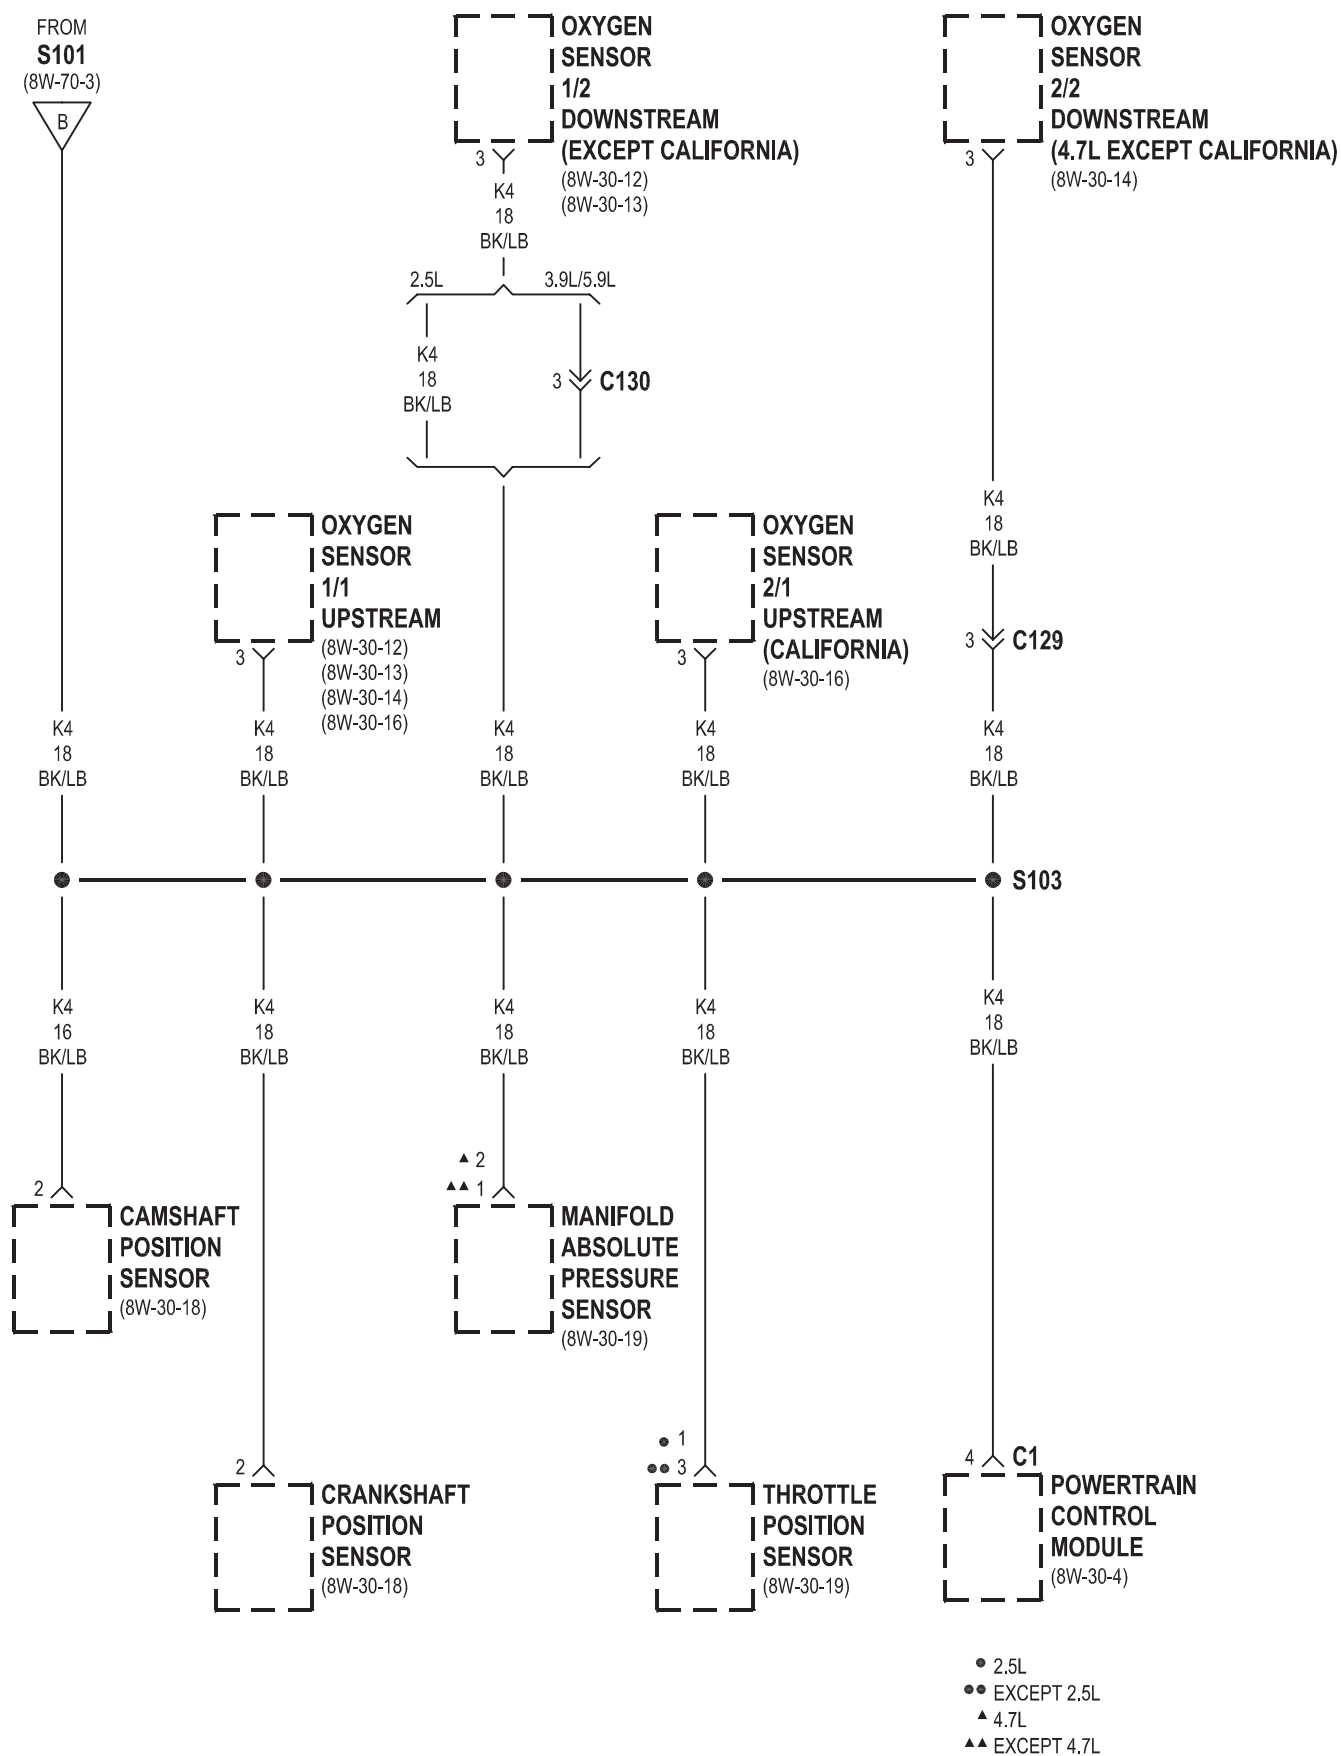 FROM
S101
(8W-70-3)
B
OXYGEN
SENSOR
1/2
DOWNSTREAM
(EXCEPT CALIFORNIA)
(8W-30-12)
(8W-30-13)
3
K4
18
BK/LB
OXYGEN
SENSOR
2/2
DOWNSTREAM
(4.7L EXCEPT CALIFORNIA)
(8W-30-14)
3
2.5L
3.9L/5.9L
K4
18
BK/LB
3
C130
K4
18
BK/LB
OXYGEN
SENSOR
1/1
UPSTREAM
(8W-30-12)
(8W-30-13)
(8W-30-14)
(8W-30-16)
3
OXYGEN
SENSOR
2/1
UPSTREAM
(CALIFORNIA)
(8W-30-16)
3
3
C129
K4
18
BK/LB
K4
18
BK/LB
K4
18
BK/LB
K4
18
BK/LB
K4
18
BK/LB
S103
K4
16
BK/LB
K4
18
BK/LB
K4
18
BK/LB
K4
18
BK/LB
K4
18
BK/LB
2
CAMSHAFT
POSITION
SENSOR
(8W-30-18)
▲ 2
▲▲ 1
MANIFOLD
ABSOLUTE
PRESSURE
SENSOR
(8W-30-19)
2
CRANKSHAFT
POSITION
SENSOR
(8W-30-18)
● 1
●● 3
THROTTLE
POSITION
SENSOR
(8W-30-19)
4
C1
POWERTRAIN
CONTROL
MODULE
(8W-30-4)
● 2.5L
●● EXCEPT 2.5L
▲ 4.7L
▲▲ EXCEPT 4.7L